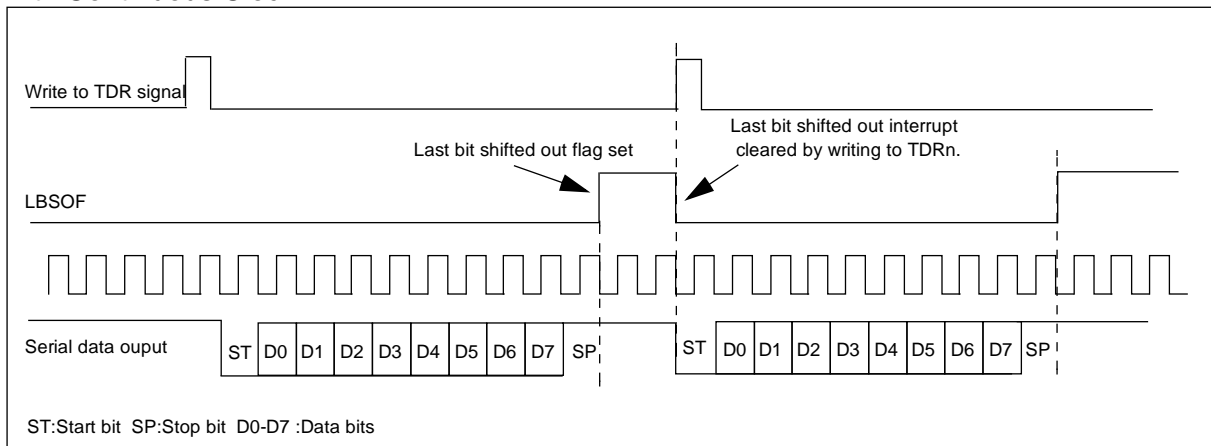 Write to TDR signal
Last bit shifted out flag set
Last bit shifted out interrupt
cleared by writing to TDRn.
LBSOF
Serial data ouput
ST D0 D1 D2 D3 D4 D5 D6 D7 SP ST D0 D1 D2 D3 D4 D5 D6 D7 SP
ST:Start bit SP:Stop bit D0-D7 :Data bits